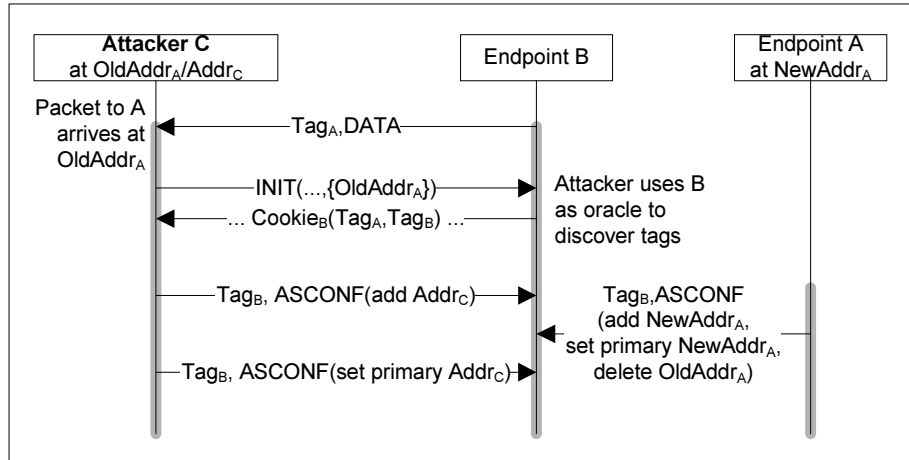 Attacker C
at OldAddrA/AddrC
Endpoint B
Endpoint A
at NewAddrA
Packet to A
arrives at
OldAddrA
TagA,DATA
INIT(...,{OldAddrA})
... CookieB(TagA,TagB) ...
Attacker uses B
as oracle to
discover tags
TagB, ASCONF(add AddrC)
TagB,ASCONF
(add NewAddrA,
set primary NewAddrA,
delete OldAddrA)
TagB, ASCONF(set primary AddrC)